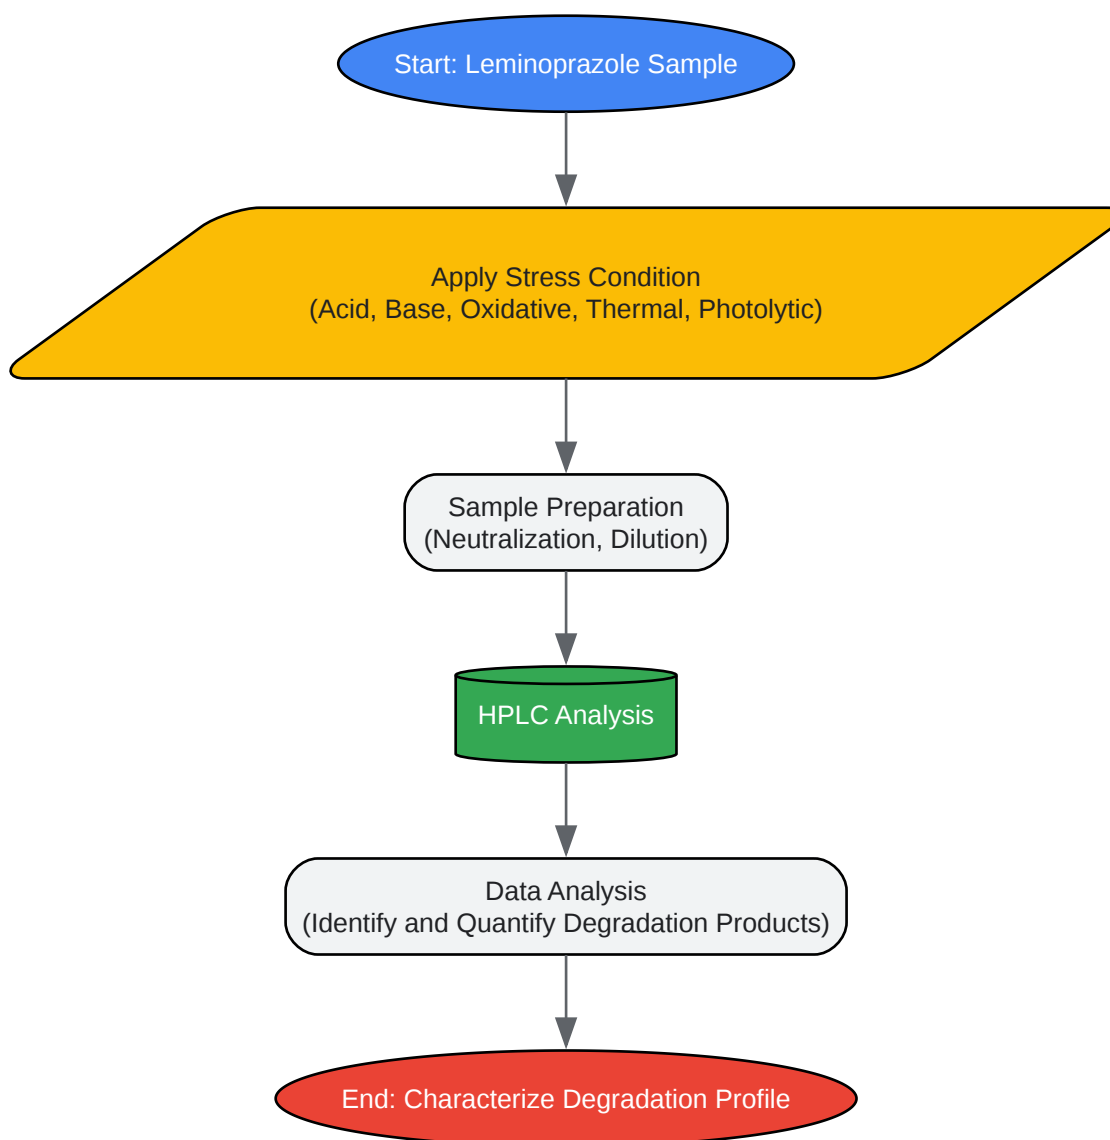 Start: Leminoprazole Sample
Apply Stress Condition
(Acid, Base, Oxidative, Thermal, Photolytic)
Sample Preparation
(Neutralization, Dilution)
HPLC Analysis
Data Analysis
(Identify and Quantify Degradation Products)
End: Characterize Degradation Profile